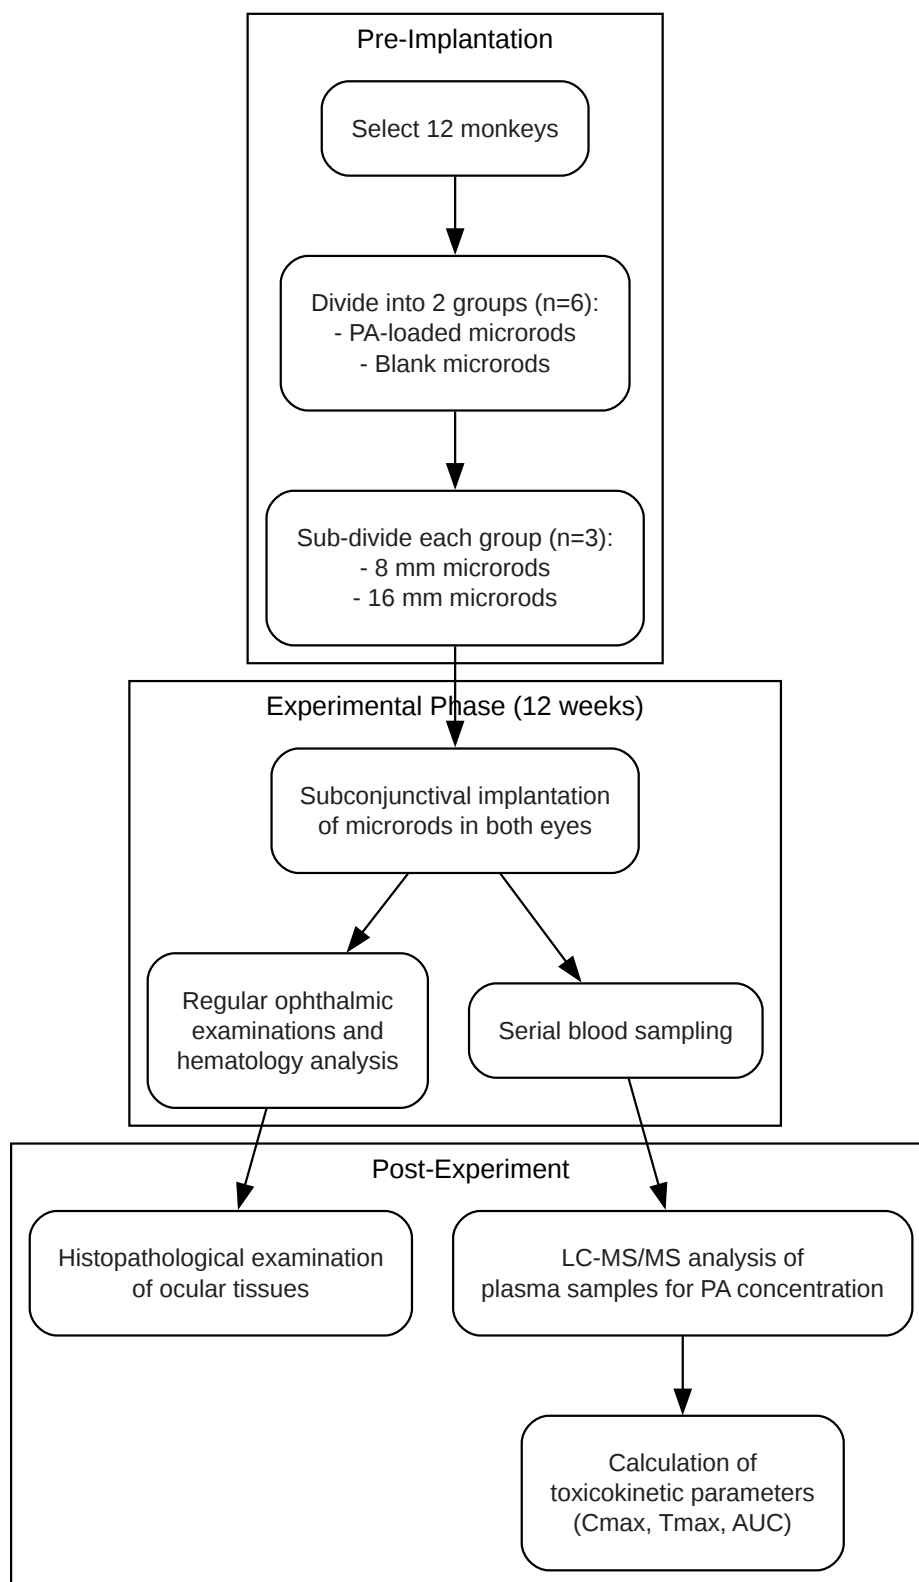 Pre-Implantation
Select 12 monkeys
Divide into 2 groups (n=6):
- PA-loaded microrods
- Blank microrods
Sub-divide each group (n=3):
- 8 mm microrods
- 16 mm microrods
Experimental Phase (12 weeks)
Subconjunctival implantation
of microrods in both eyes
Regular ophthalmic
examinations and
hematology analysis
Serial blood sampling
Post-Experiment
Histopathological examination
of ocular tissues
LC-MS/MS analysis of
plasma samples for PA concentration
Calculation of
toxicokinetic parameters
(Cmax, Tmax, AUC)